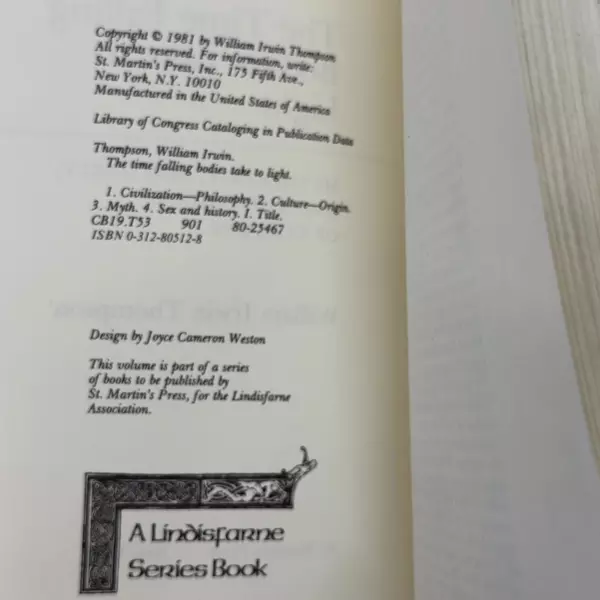 Copyright © 1981 by William Irwin Thompson
All rights reserved. For information, write:
St. Martin's Press, Inc., 175 Fifth Ave.,
New York, N.Y. 10010
Manufactured in the United States of America
Library of Congress Cataloging in Publication Data
Thompson, William Irwin.
The time falling bodies take to light.
1. Civilization—Philosophy. 2. Culture—Origin.
3. Myth. 4. Sex and history. I. Title.
CB19.T53 901 80-25467
ISBN 0-312-80512-8
Design by Joyce Cameron Weston
This volume is part of a series
of books to be published by
St. Martin's Press, for the Lindisfarne
Association.
A Lindisfarne
Series Book